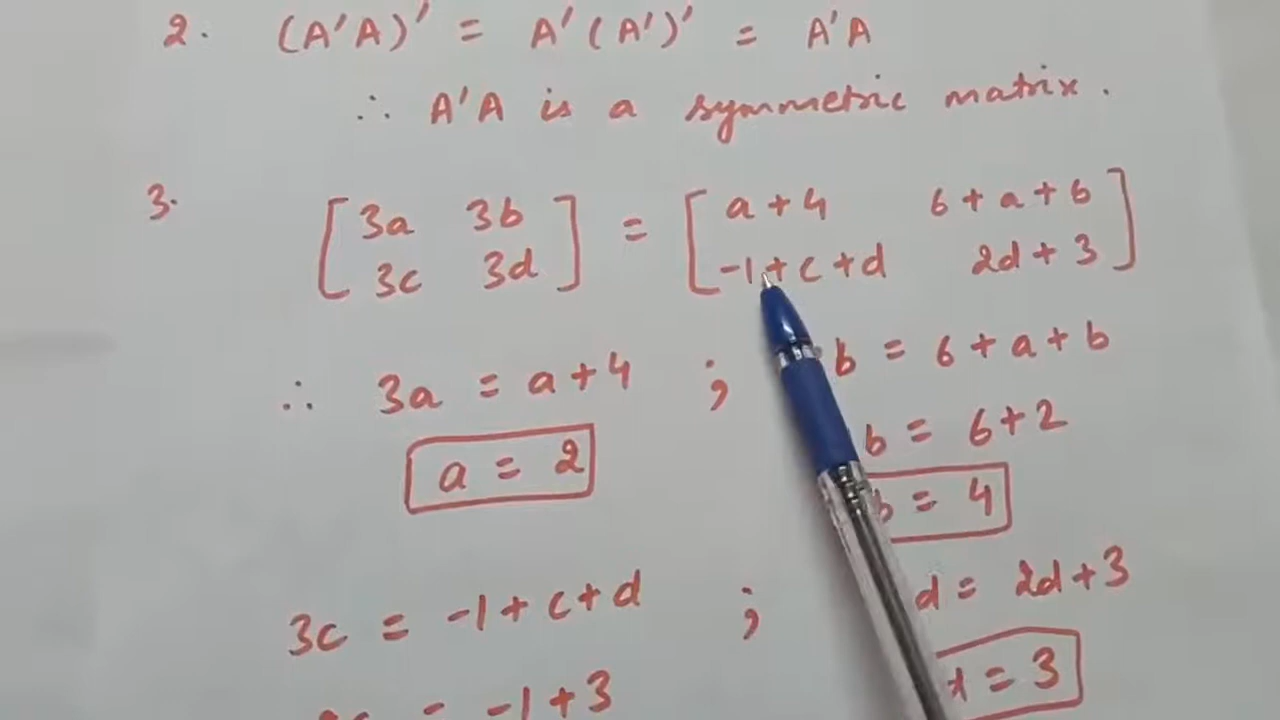 2. (A'A)' = A'(A')' = A'A
∴ A'A is a symmetric matrix.
3. [3a 3b = [a+4 6+a+b
3c 3d] -1+c+d 2d+3]
∴ 3a = a+4 ; b = 6+a+b
b = 6+2
a = 2 b = 4
3c = -1+c+d ; d = 2d+3
= -1+3 = 3